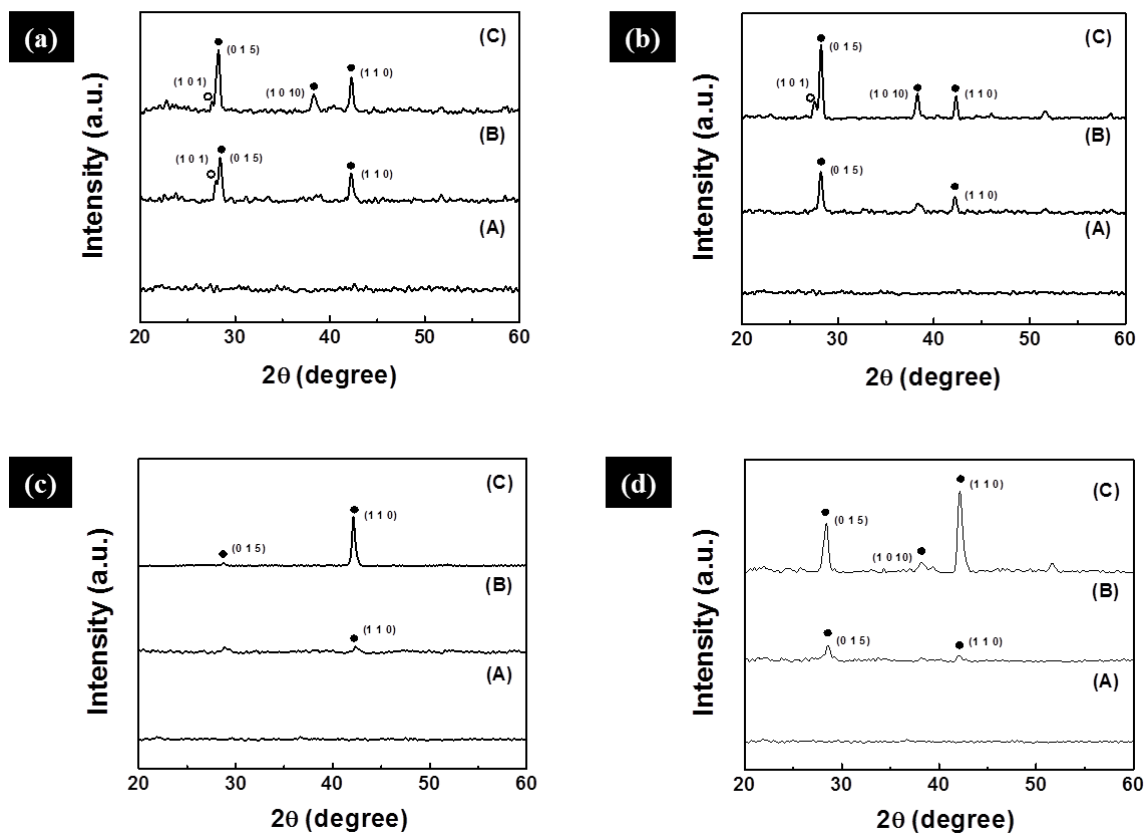 (a)
(C)
(0 1 5)
(1 0 1)
(1 0 10)
(1 1 0)
(B)
(1 0 1)
(0 1 5)
(1 1 0)
(A)
Intensity (a.u.)
20 30 40 50 60
2θ (degree)
(b)
(C)
(0 1 5)
(1 0 1)
(1 0 10)
(1 1 0)
(B)
(0 1 5)
(1 1 0)
(A)
Intensity (a.u.)
20 30 40 50 60
2θ (degree)
(c)
(C)
(1 1 0)
(0 1 5)
(B)
(1 1 0)
(A)
Intensity (a.u.)
20 30 40 50 60
2θ (degree)
(d)
(C)
(1 1 0)
(0 1 5)
(1 0 10)
(B)
(0 1 5)
(1 1 0)
(A)
Intensity (a.u.)
20 30 40 50 60
2θ (degree)